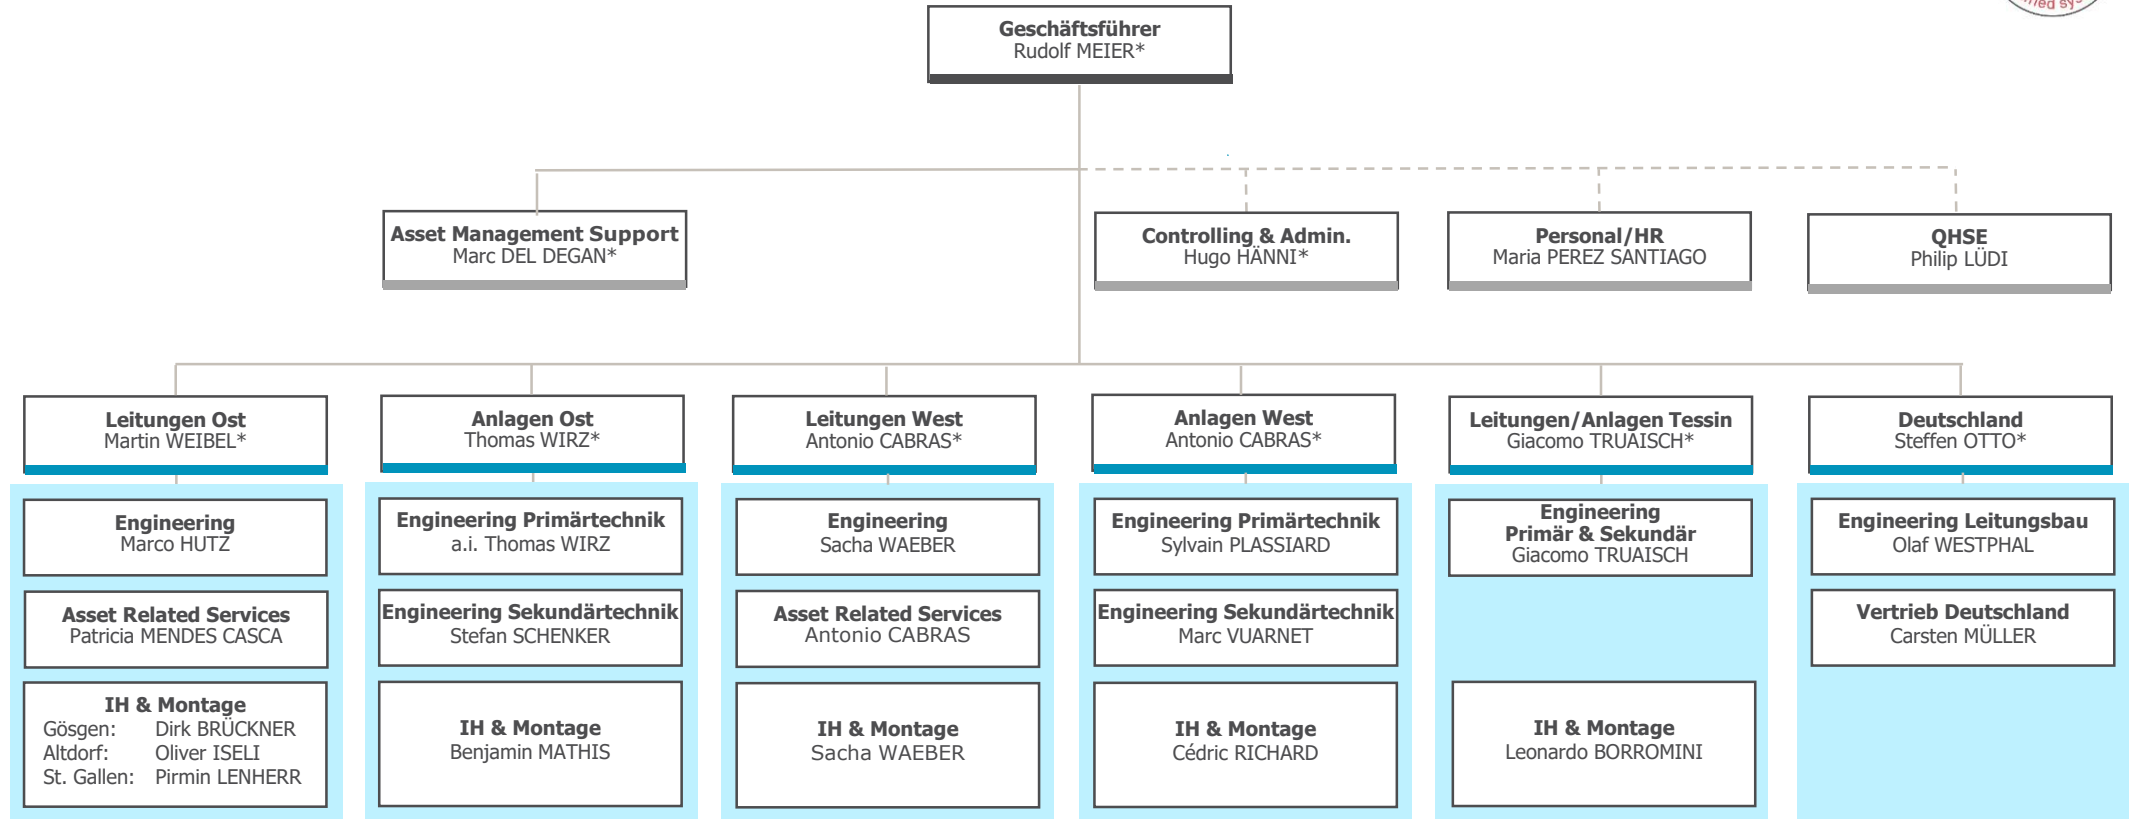 Geschäftsführer
Rudolf MEIER*
Asset Management Support
Marc DEL DEGAN*
Controlling & Admin.
Hugo HÄNNI*
Personal/HR
Maria PEREZ SANTIAGO
QHSE
Philip LÜDI
Leitungen Ost
Martin WEIBEL*
Anlagen Ost
Thomas WIRZ*
Leitungen West
Antonio CABRAS*
Anlagen West
Antonio CABRAS*
Leitungen/Anlagen Tessin
Giacomo TRUAISCH*
Deutschland
Steffen OTTO*
Engineering
Marco HUTZ
Asset Related Services
Patricia MENDES CASCA
IH & Montage
Gösgen: Dirk BRÜCKNER
Altdorf: Oliver ISELI
St. Gallen: Pirmin LENHERR
Engineering Primärtechnik
a.i. Thomas WIRZ
Engineering Sekundärtechnik
Stefan SCHENKER
IH & Montage
Benjamin MATHIS
Engineering
Sacha WAEBER
Asset Related Services
Antonio CABRAS
IH & Montage
Sacha WAEBER
Engineering Primärtechnik
Sylvain PLASSIARD
Engineering Sekundärtechnik
Marc VUARNET
IH & Montage
Cédric RICHARD
Engineering
Primär & Sekundär
Giacomo TRUAISCH
IH & Montage
Leonardo BORROMINI
Engineering Leitungsbau
Olaf WESTPHAL
Vertrieb Deutschland
Carsten MÜLLER